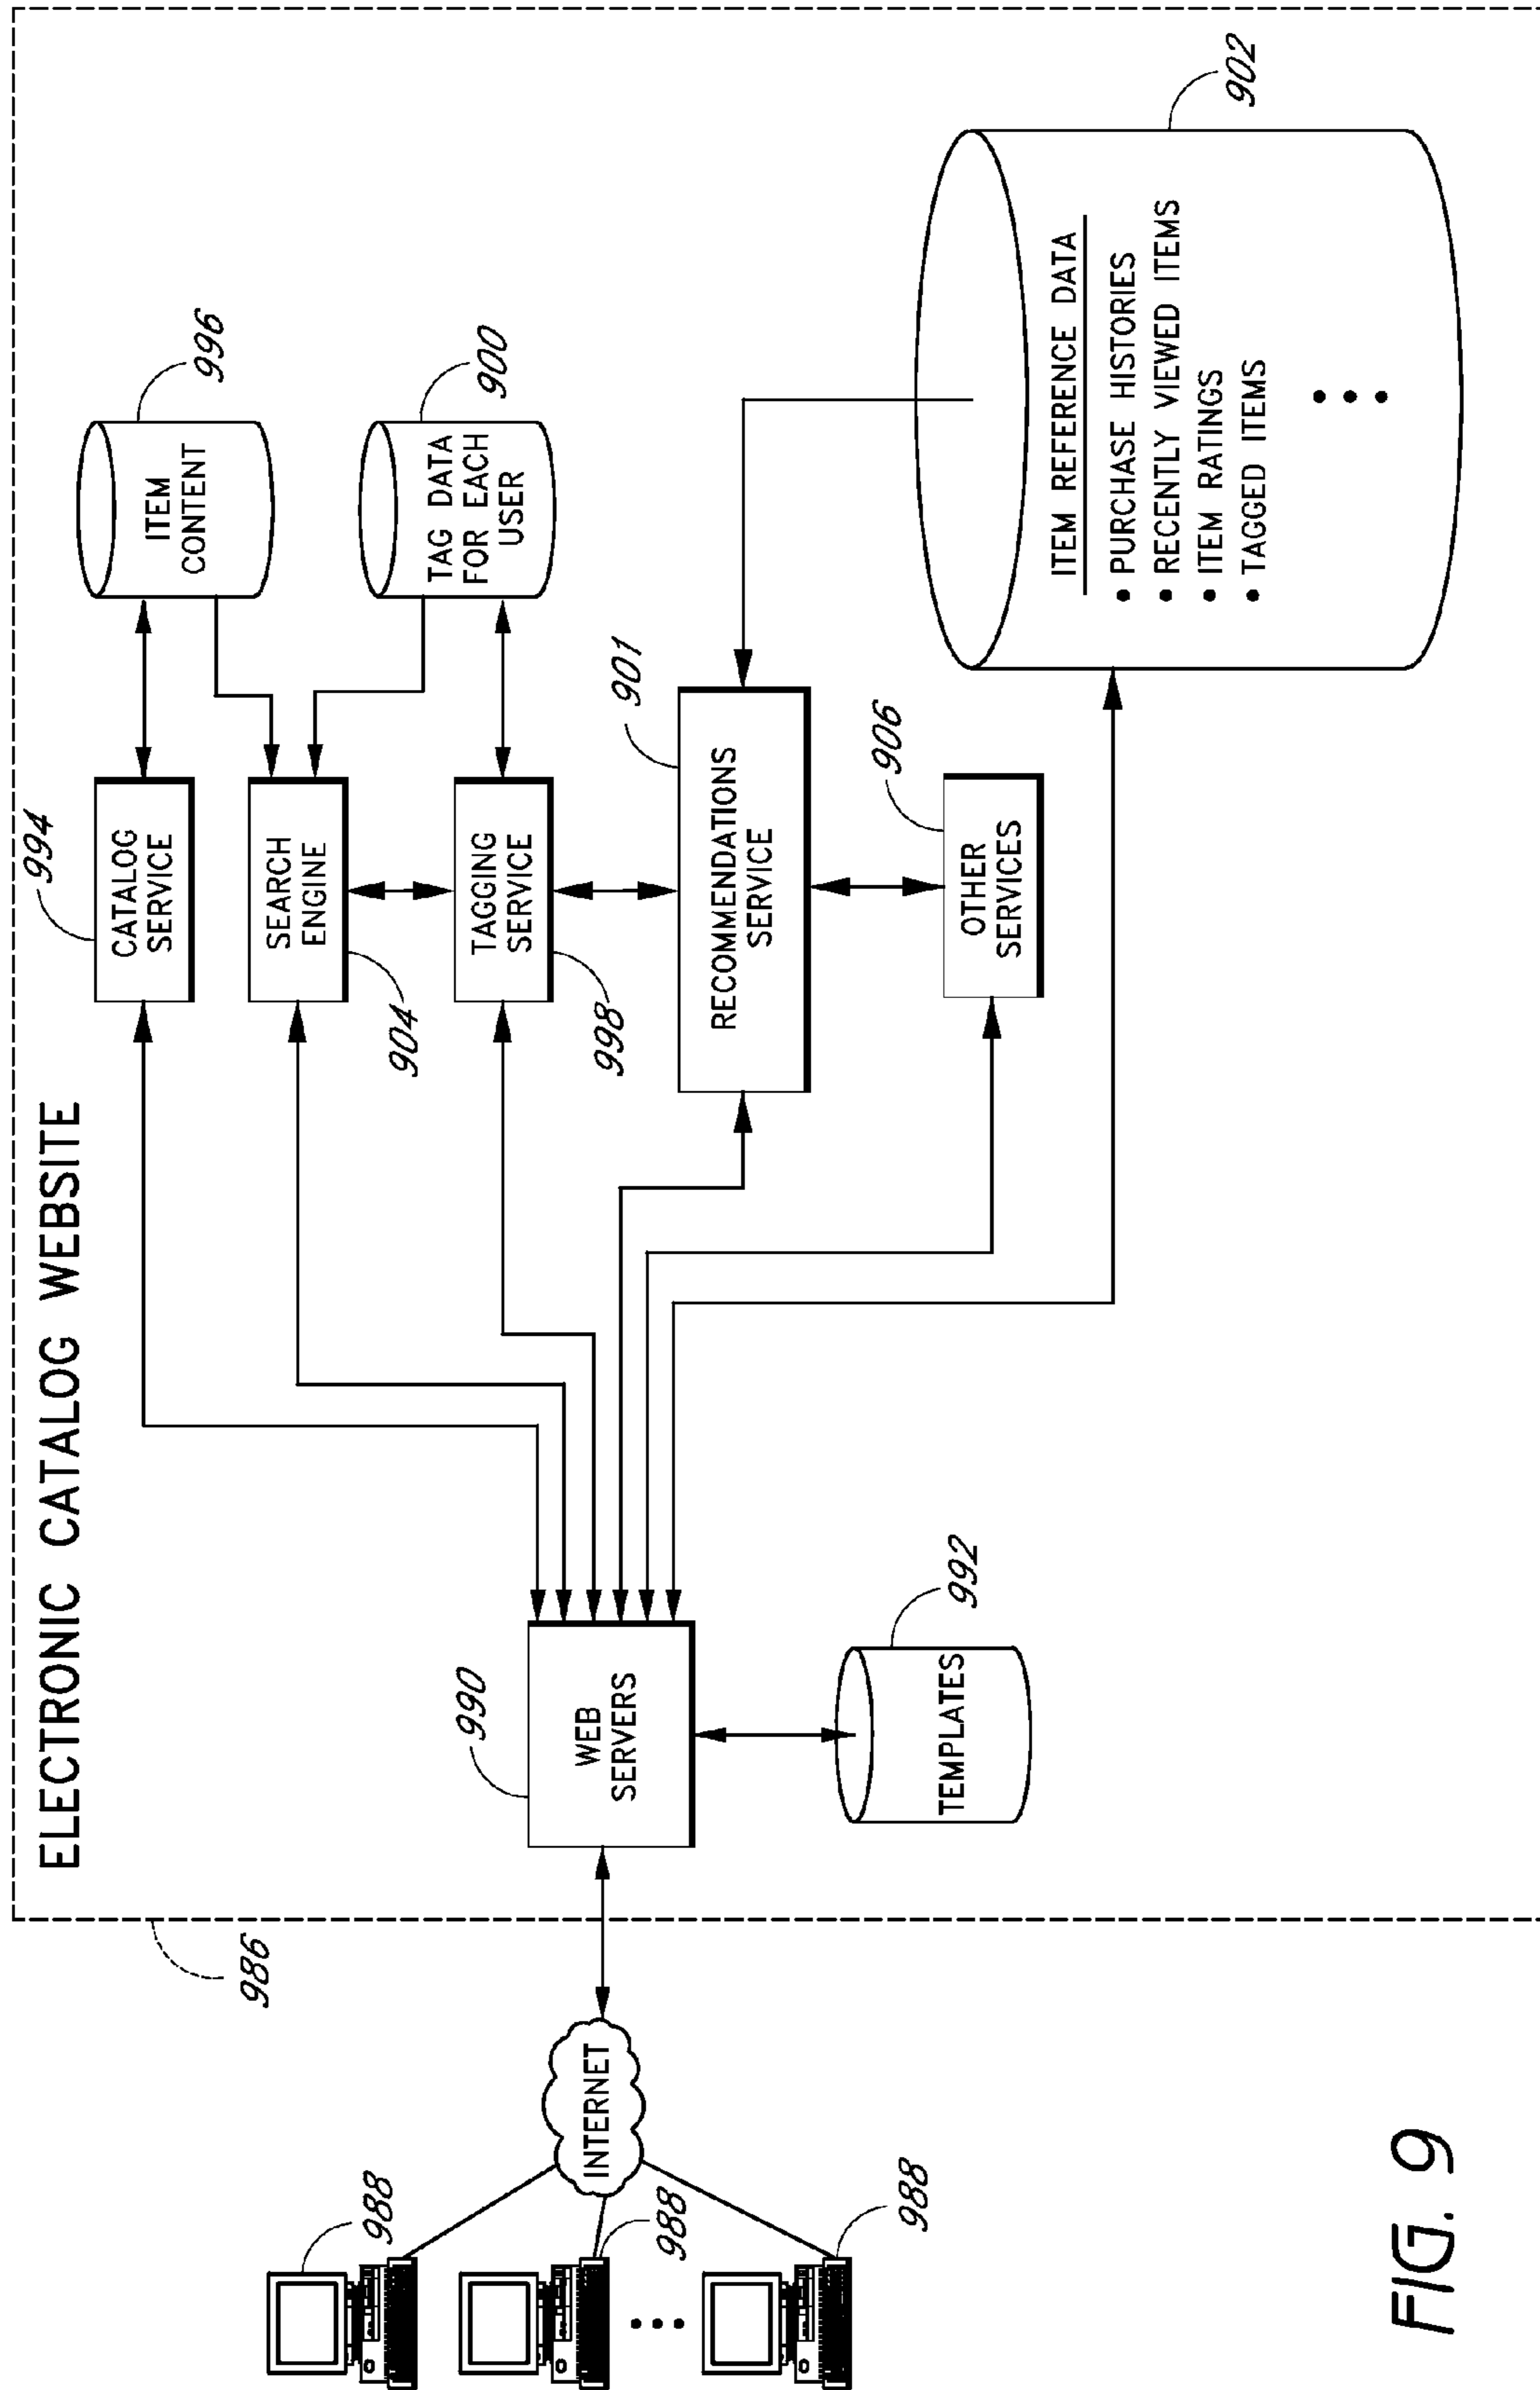 ELECTRONIC CATALOG WEBSITE
986
988
988
988
INTERNET
990
WEB
SERVERS
992
TEMPLATES
994
CATALOG
SERVICE
996
ITEM
CONTENT
SEARCH
ENGINE
904
900
TAG DATA
FOR EACH
USER
TAGGING
SERVICE
998
901
RECOMMENDATIONS
SERVICE
906
OTHER
SERVICES
902
ITEM REFERENCE DATA
• PURCHASE HISTORIES
• RECENTLY VIEWED ITEMS
• ITEM RATINGS
• TAGGED ITEMS
FIG. 9